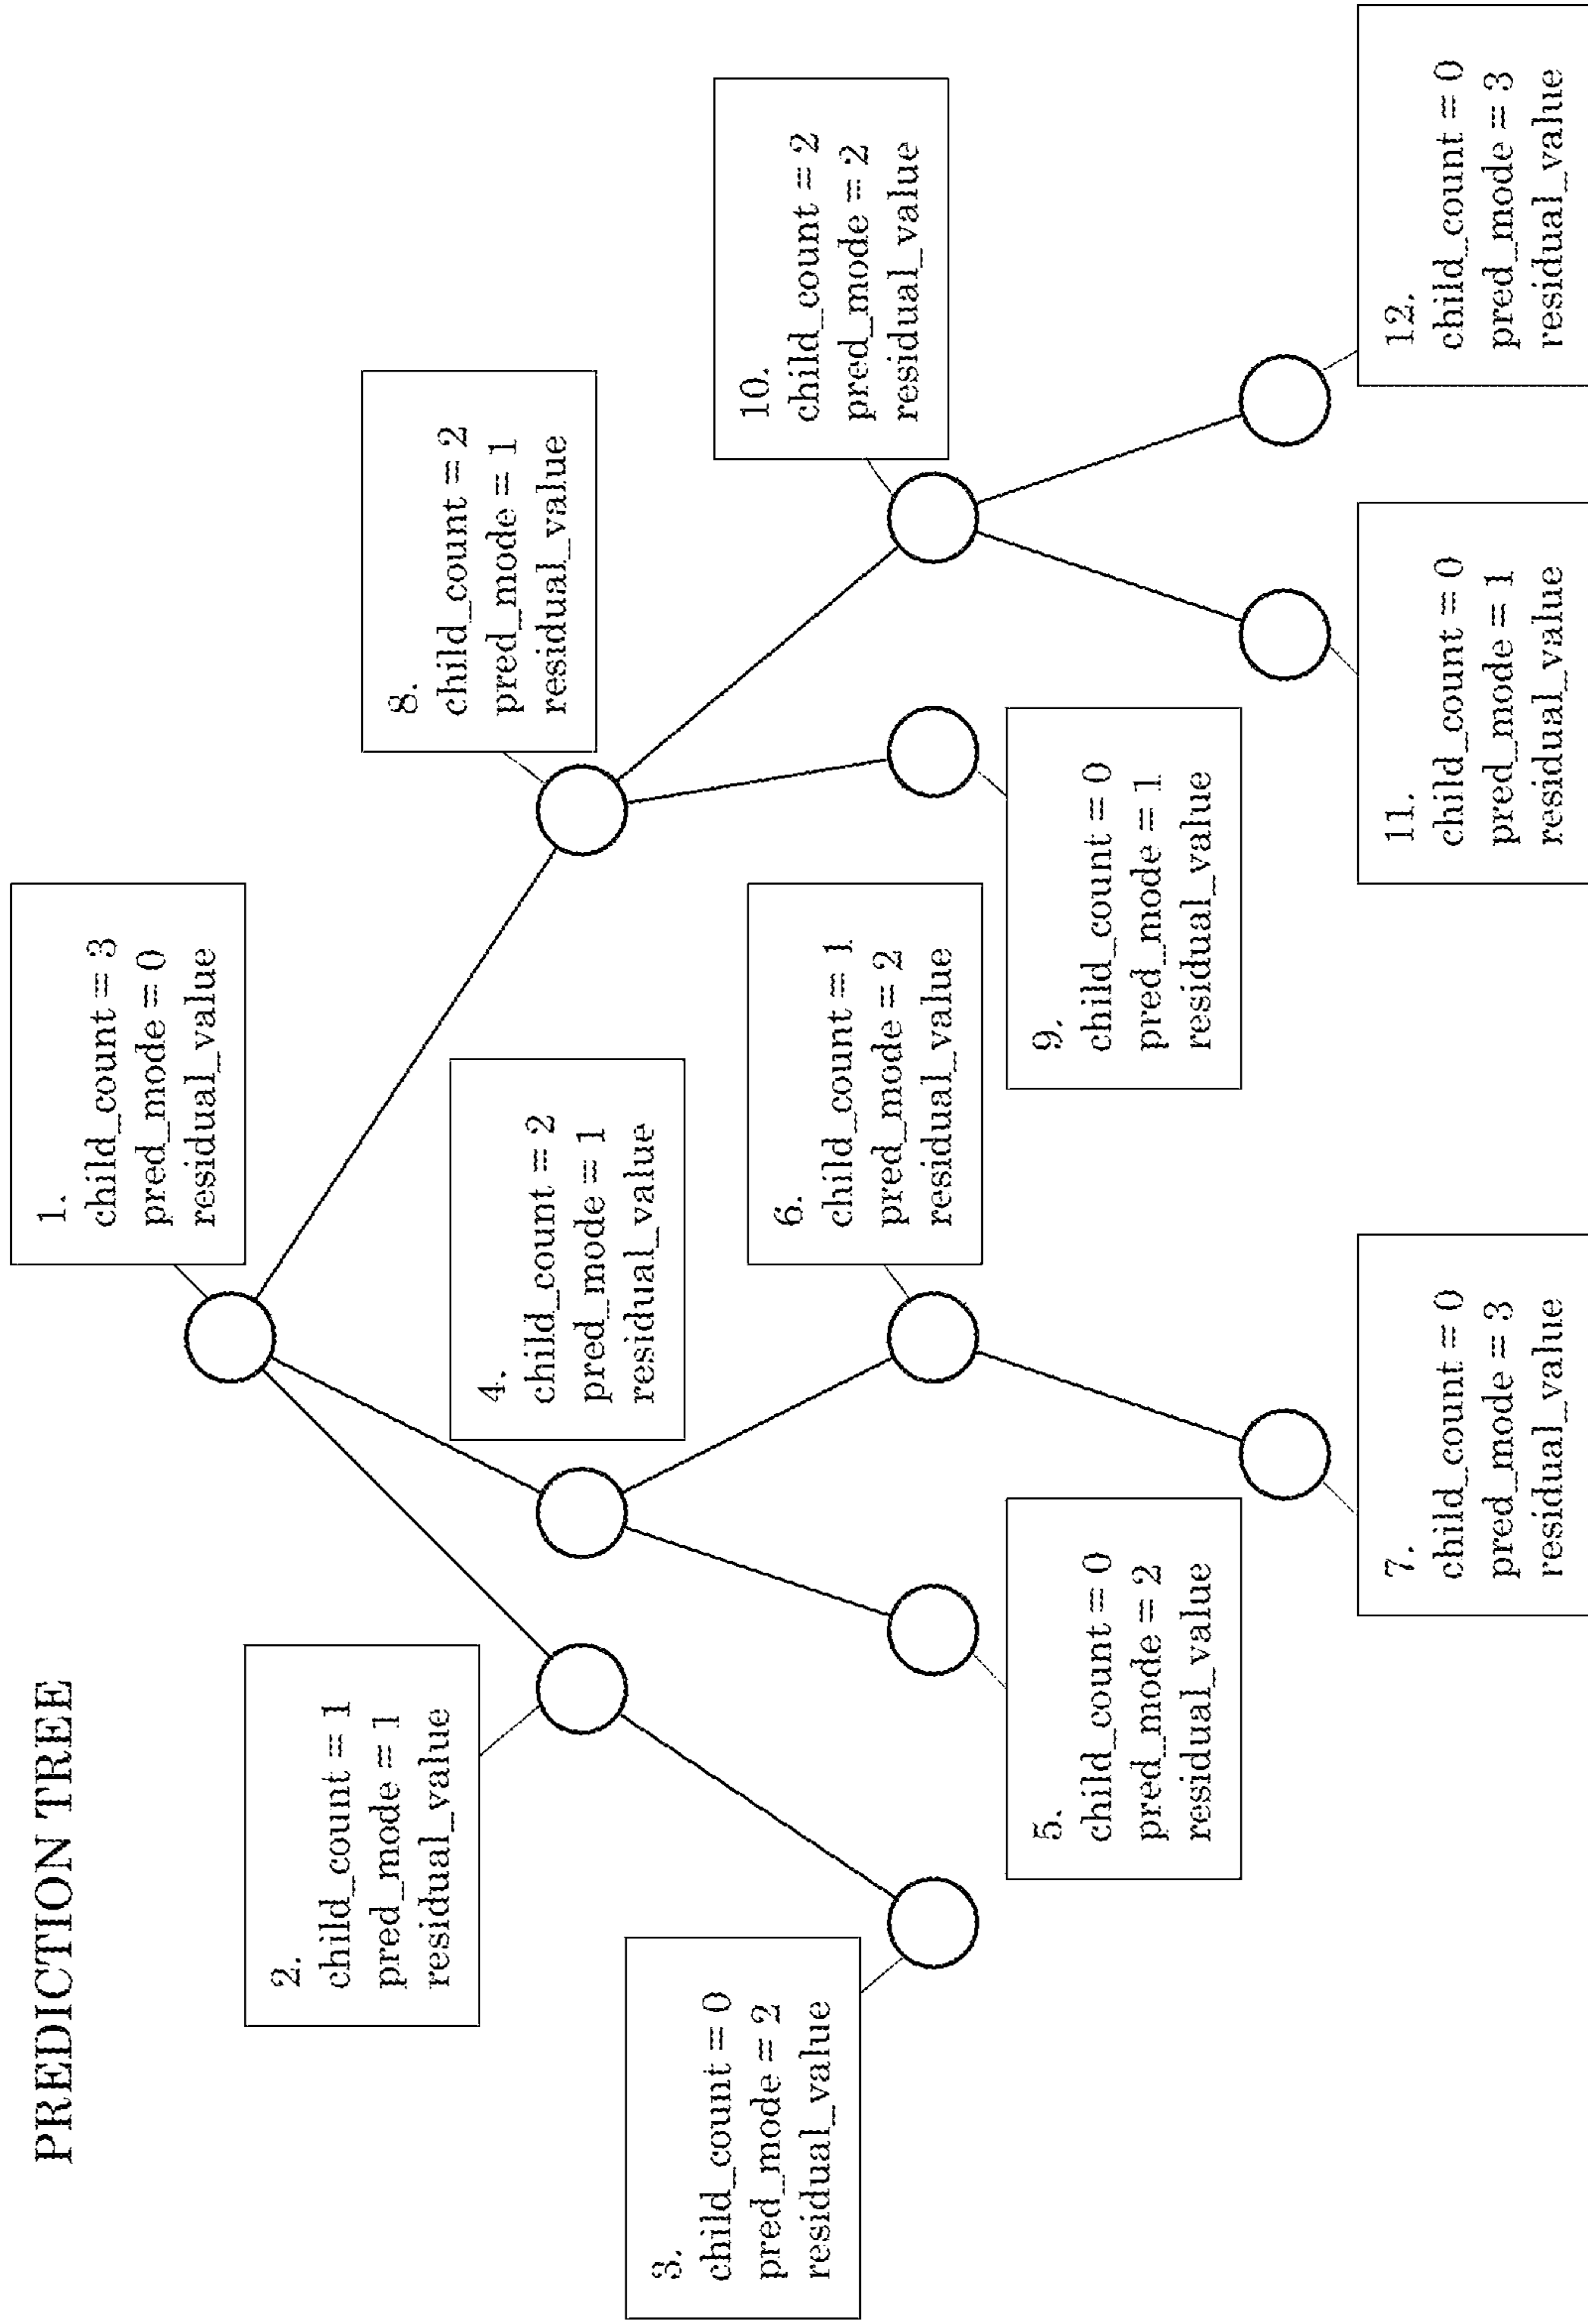 PREDICTION TREE
1.
child_count = 3
pred_mode = 0
residual_value
2.
child_count = 1
pred_mode = 1
residual_value
3.
child_count = 0
pred_mode = 2
residual_value
4.
child_count = 2
pred_mode = 1
residual_value
5.
child_count = 0
pred_mode = 2
residual_value
6.
child_count = 1
pred_mode = 2
residual_value
7.
child_count = 0
pred_mode = 3
residual_value
8.
child_count = 2
pred_mode = 1
residual_value
9.
child_count = 0
pred_mode = 1
residual_value
10.
child_count = 2
pred_mode = 2
residual_value
11.
child_count = 0
pred_mode = 1
residual_value
12.
child_count = 0
pred_mode = 3
residual_value